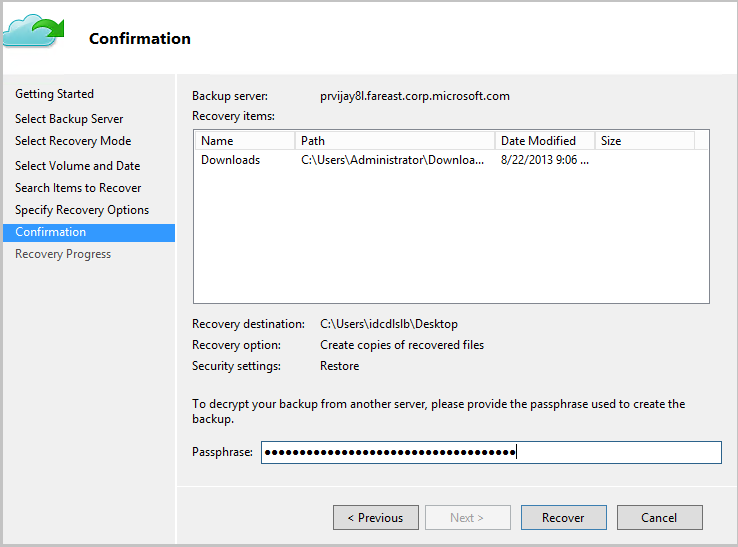 Confirmation
Getting Started
Select Backup Server
Select Recovery Mode
Select Volume and Date
Search Items to Recover
Specify Recovery Options
Confirmation
Recovery Progress
Backup server: prvijay8l.fareast.corp.microsoft.com
Recovery items:
Name Path Date Modified Size
Downloads C:\Users\Administrator\Downloa... 8/22/2013 9:06 ...
Recovery destination: C:\Users\idcdlslb\Desktop
Recovery option: Create copies of recovered files
Security settings: Restore
To decrypt your backup from another server, please provide the passphrase used to create the
backup.
Passphrase: ●●●●●●●●●●●●●●●●●●●●●●●●●●●●●●●●●●●●
< Previous Next > Recover Cancel